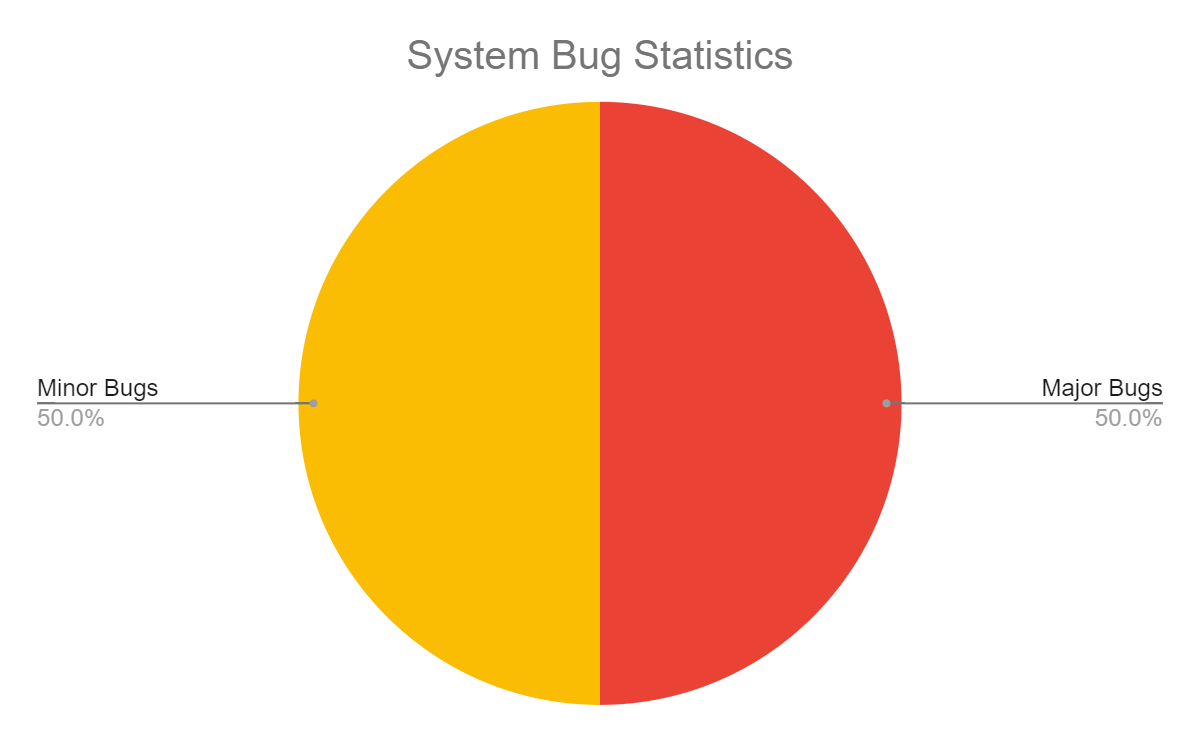 System Bug Statistics
Minor Bugs
50.0%
Major Bugs
50.0%